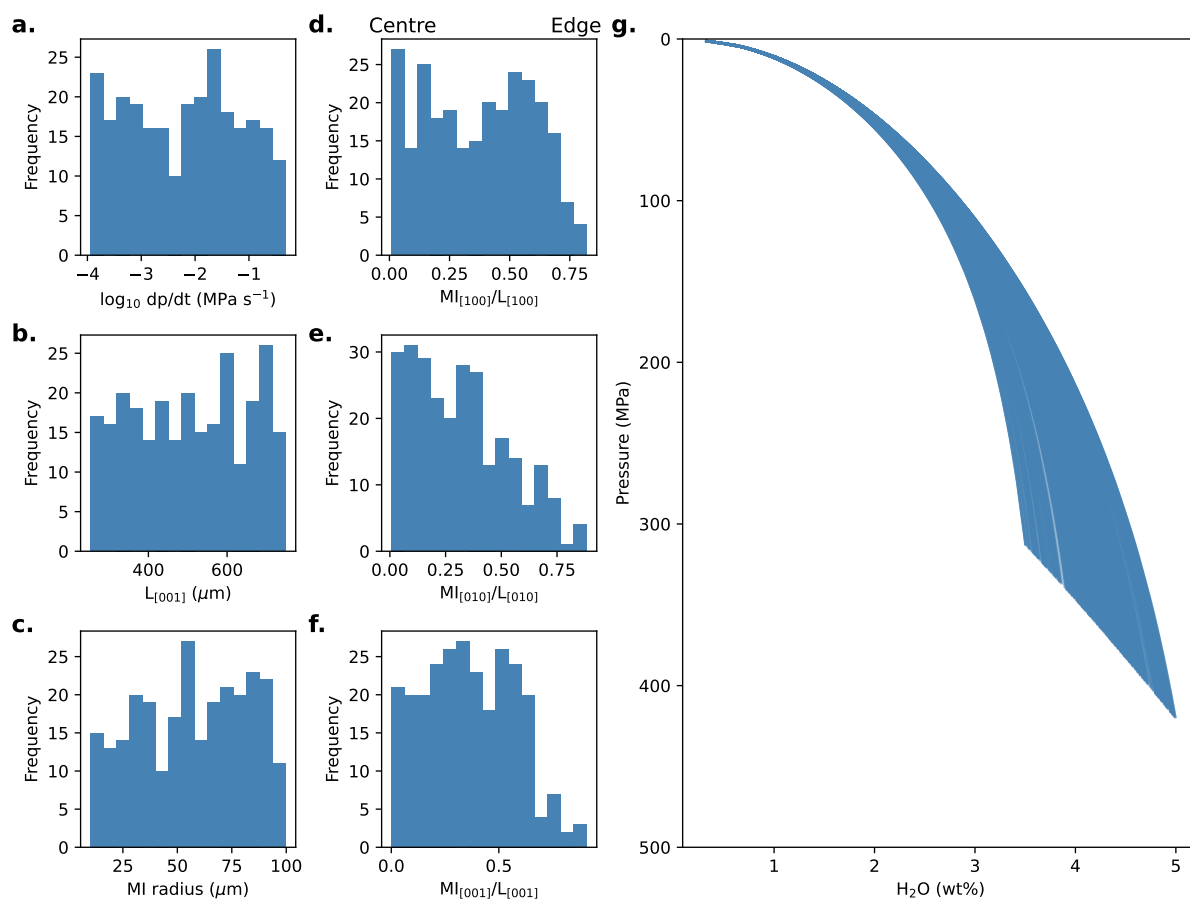 a.
Frequency
25
20
15
10
5
0
−4
−3
−2
−1
log₁₀ dp/dt (MPa s⁻¹)
d.
Centre
Edge
Frequency
25
20
15
10
5
0
0.00
0.25
0.50
0.75
MI[100]/L[100]
b.
Frequency
25
20
15
10
5
0
400
600
L[001] (μm)
e.
Frequency
30
20
10
0
0.00
0.25
0.50
0.75
MI[010]/L[010]
c.
Frequency
25
20
15
10
5
0
25
50
75
100
MI radius (μm)
f.
Frequency
25
20
15
10
5
0
0.0
0.5
MI[001]/L[001]
g.
Pressure (MPa)
0
100
200
300
400
500
1
2
3
4
5
H₂O (wt%)